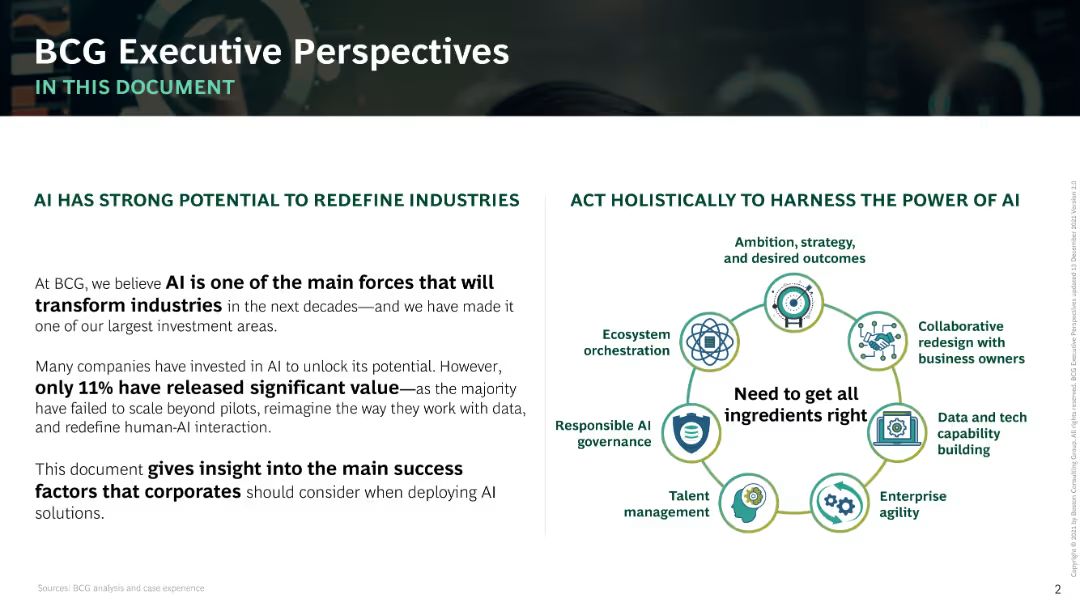 BCG Executive Perspectives
IN THIS DOCUMENT
AI HAS STRONG POTENTIAL TO REDEFINE INDUSTRIES
At BCG, we believe AI is one of the main forces that will
transform industries in the next decades—and we have made it
one of our largest investment areas.
Many companies have invested in AI to unlock its potential. However,
only 11% have released significant value—as the majority
have failed to scale beyond pilots, reimagine the way they work with data,
and redefine human-AI interaction.
This document gives insight into the main success
factors that corporates should consider when deploying AI
solutions.
ACT HOLISTICALLY TO HARNESS THE POWER OF AI
Ambition, strategy,
and desired outcomes
Ecosystem
orchestration
Collaborative
redesign with
business owners
Need to get all
ingredients right
Responsible AI
governance
Data and tech
capability
building
Talent
management
Enterprise
agility
Sources: BCG analysis and case experience
2
Copyright © 2021 by Boston Consulting Group. All rights reserved. BCG Executive Perspectives updated 13 December 2021 Version 2.0